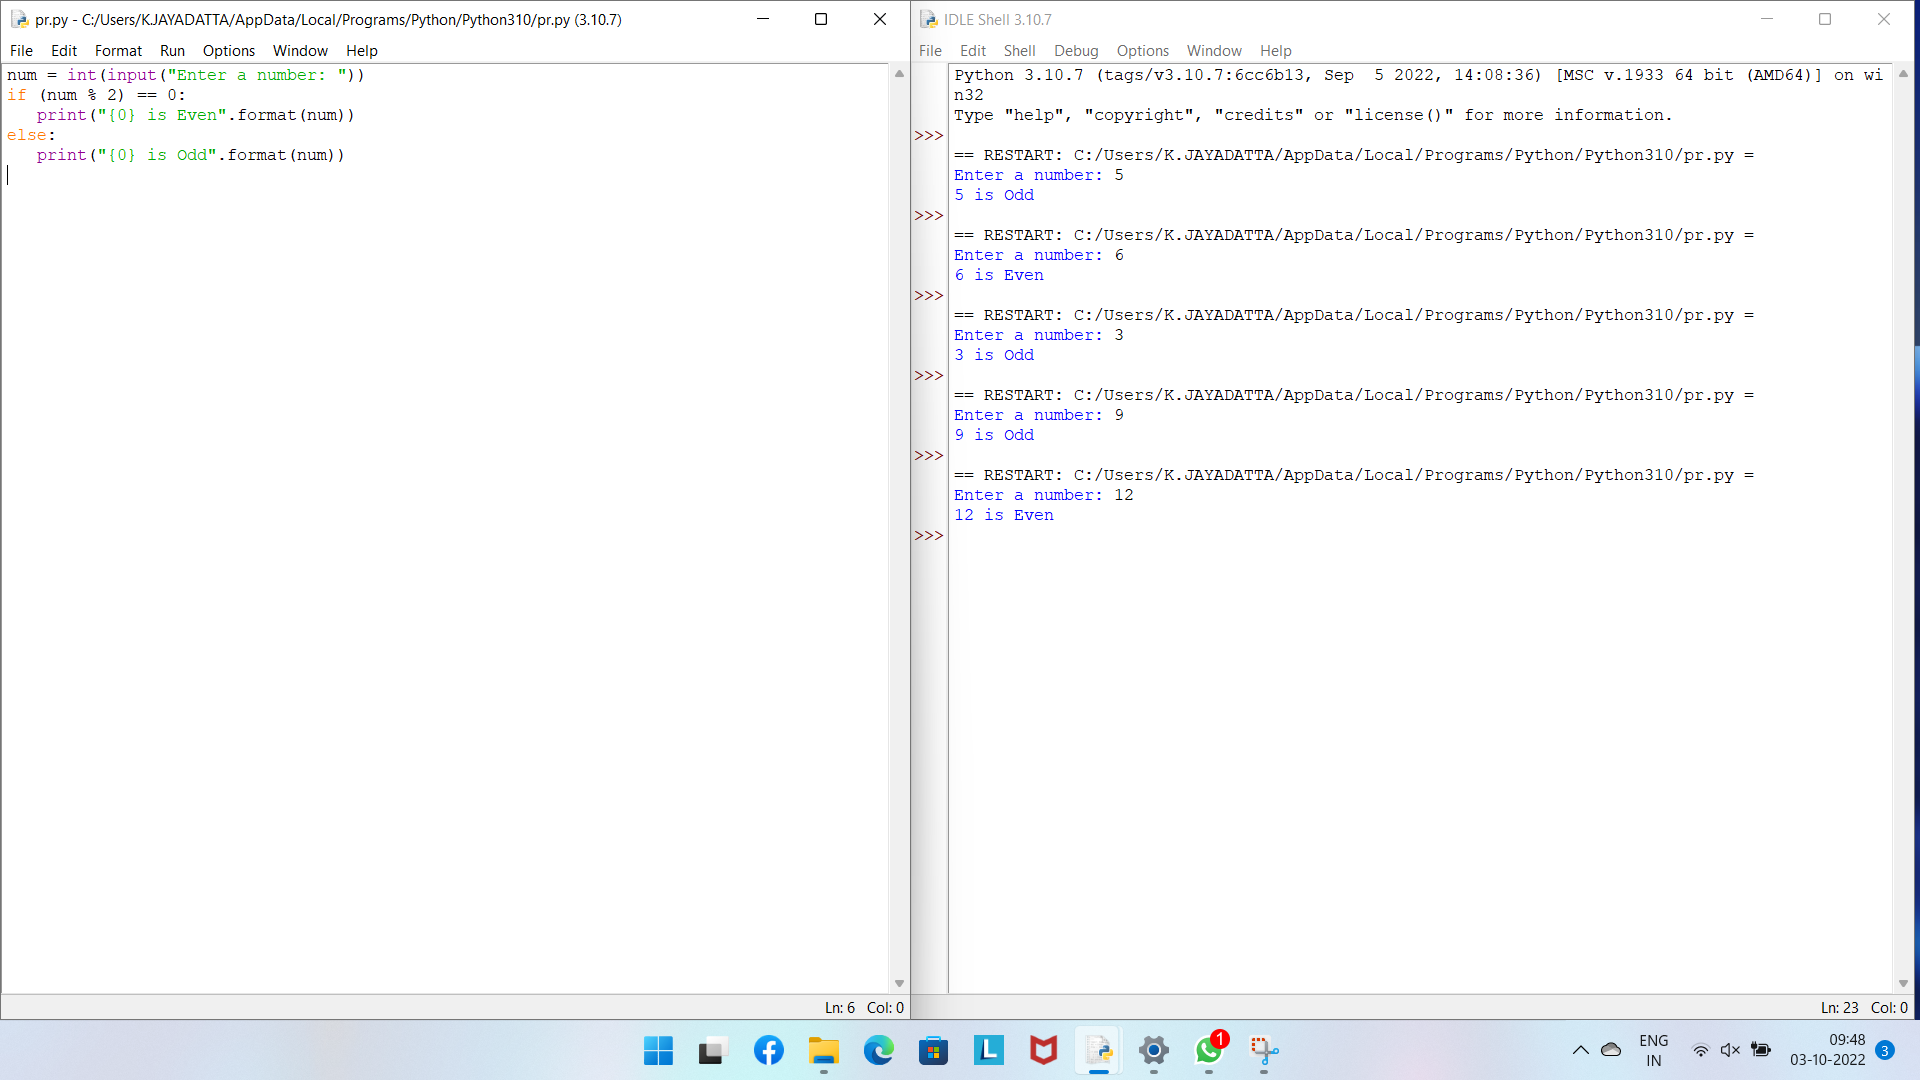 pr.py - C:/Users/K.JAYADATTA/AppData/Local/Programs/Python/Python310/pr.py (3.10.7)
File Edit Format Run Options Window Help
num = int(input("Enter a number: "))
if (num % 2) == 0:
   print("{0} is Even".format(num))
else:
   print("{0} is Odd".format(num))
Ln: 6 Col: 0
IDLE Shell 3.10.7
File Edit Shell Debug Options Window Help
Python 3.10.7 (tags/v3.10.7:6cc6b13, Sep  5 2022, 14:08:36) [MSC v.1933 64 bit (AMD64)] on wi
n32
Type "help", "copyright", "credits" or "license()" for more information.
>>>
== RESTART: C:/Users/K.JAYADATTA/AppData/Local/Programs/Python/Python310/pr.py =
Enter a number: 5
5 is Odd
>>>
== RESTART: C:/Users/K.JAYADATTA/AppData/Local/Programs/Python/Python310/pr.py =
Enter a number: 6
6 is Even
>>>
== RESTART: C:/Users/K.JAYADATTA/AppData/Local/Programs/Python/Python310/pr.py =
Enter a number: 3
3 is Odd
>>>
== RESTART: C:/Users/K.JAYADATTA/AppData/Local/Programs/Python/Python310/pr.py =
Enter a number: 9
9 is Odd
>>>
== RESTART: C:/Users/K.JAYADATTA/AppData/Local/Programs/Python/Python310/pr.py =
Enter a number: 12
12 is Even
>>>
Ln: 23 Col: 0
L
1
ENG
IN
09:48
03-10-2022
3